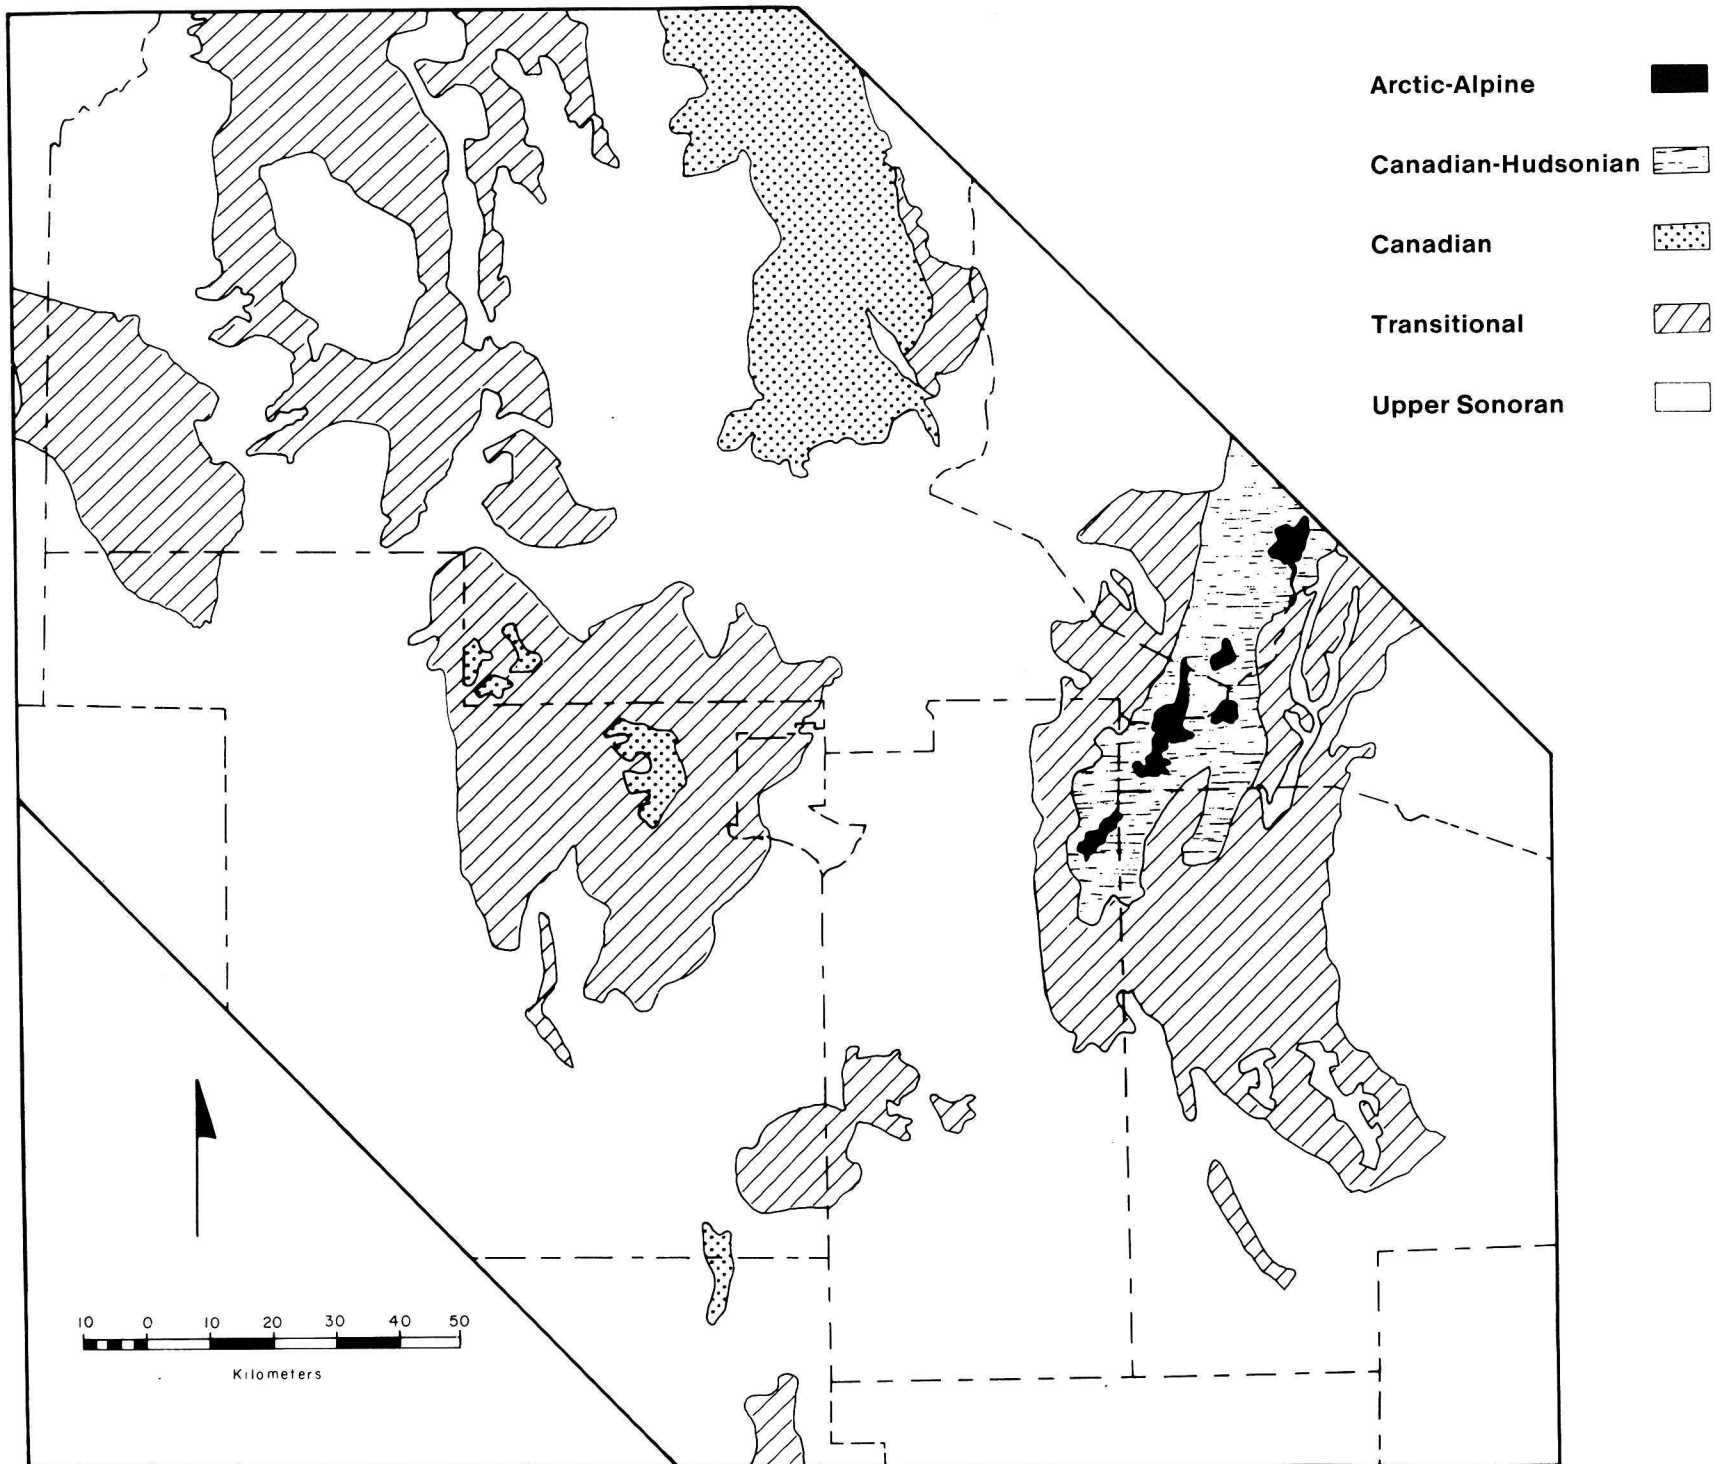 Arctic-Alpine
Canadian-Hudsonian
Canadian
Transitional
Upper Sonoran
10 0 10 20 30 40 50
Kilometers